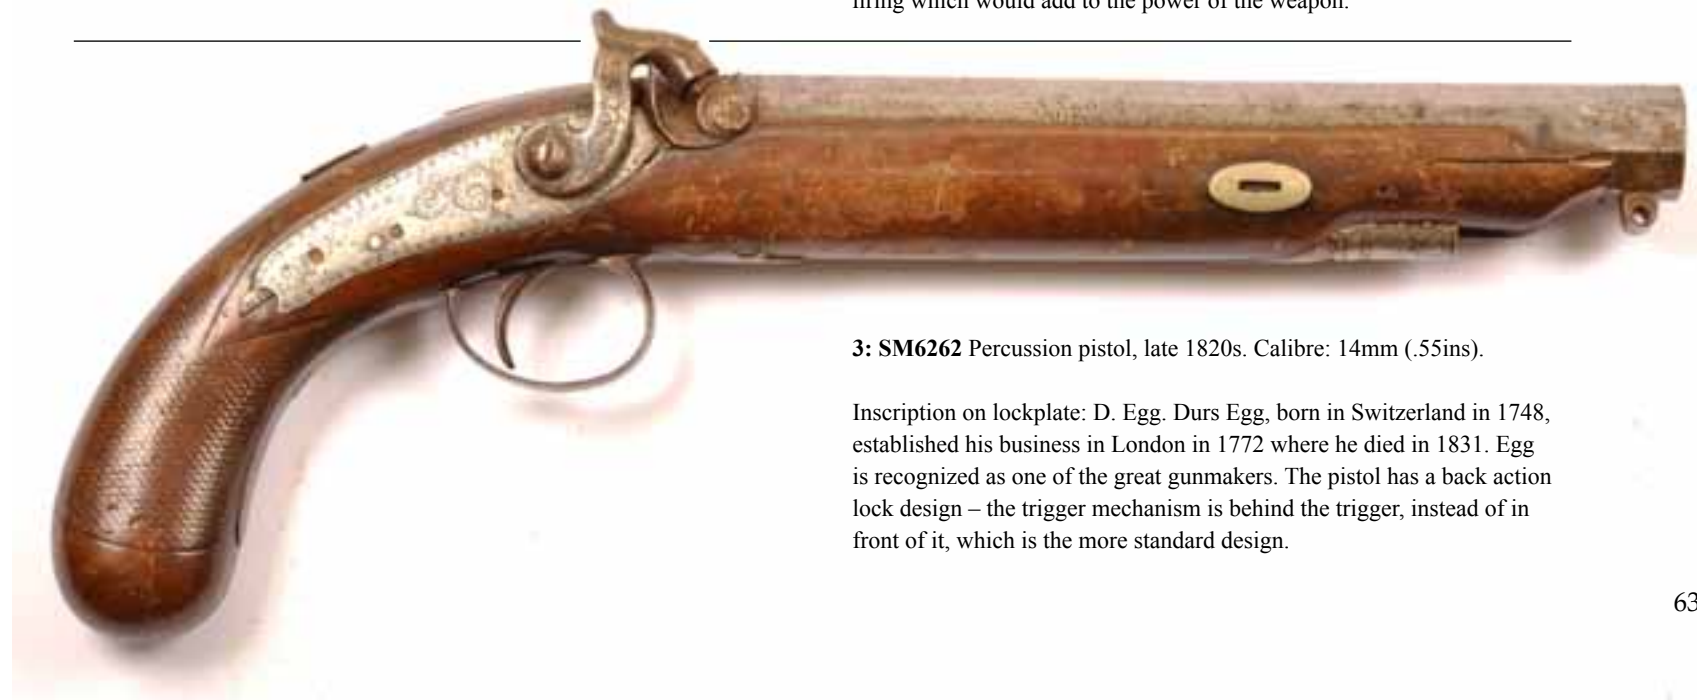 firing which would add to the power of the weapon.
3: SM6262 Percussion pistol, late 1820s. Calibre: 14mm (.55ins).
Inscription on lockplate: D. Egg. Durs Egg, born in Switzerland in 1748,
established his business in London in 1772 where he died in 1831. Egg
is recognized as one of the great gunmakers. The pistol has a back action
lock design – the trigger mechanism is behind the trigger, instead of in
front of it, which is the more standard design.
63